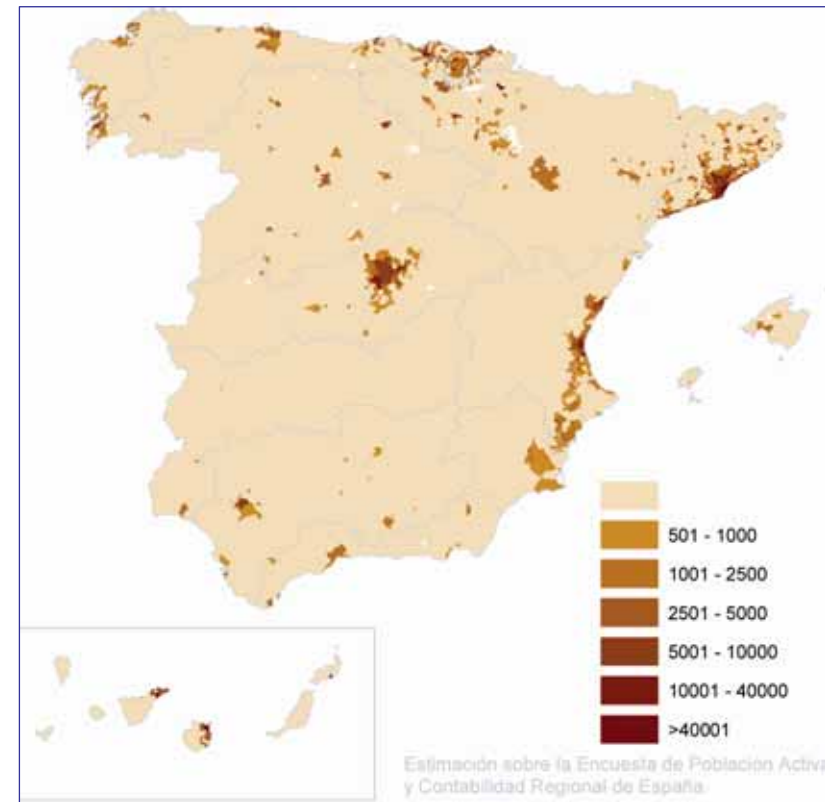 501 - 1000
1001 - 2500
2501 - 5000
5001 - 10000
10001 - 40000
>40001
Estimación sobre la Encuesta de Población Activa
y Contabilidad Regional de España